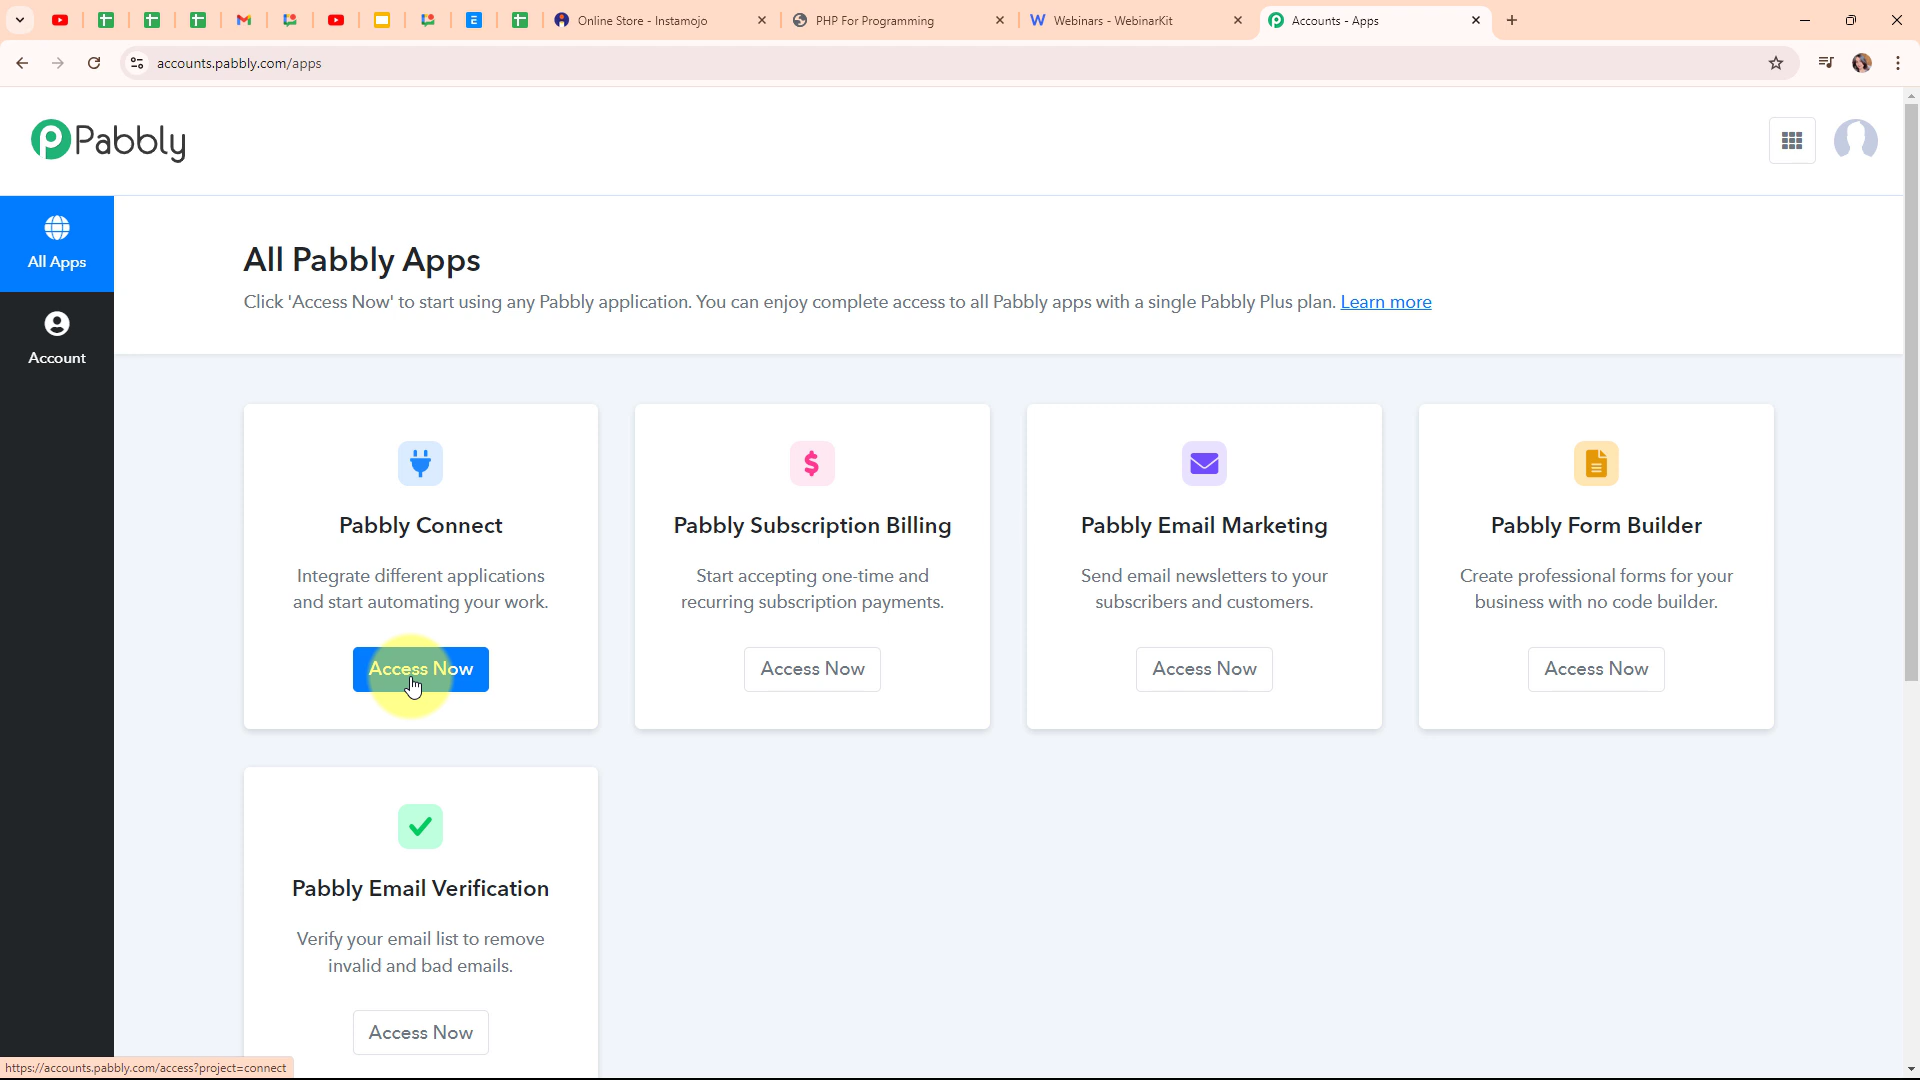 Online Store - Instamojo
PHP For Programming
Webinars - WebinarKit
Accounts - Apps
accounts.pabbly.com/apps
Pabbly
All Apps
Account
All Pabbly Apps
Click 'Access Now' to start using any Pabbly application. You can enjoy complete access to all Pabbly apps with a single Pabbly Plus plan. Learn more
Pabbly Connect
Integrate different applications
and start automating your work.
Access Now
Pabbly Subscription Billing
Start accepting one-time and
recurring subscription payments.
Access Now
Pabbly Email Marketing
Send email newsletters to your
subscribers and customers.
Access Now
Pabbly Form Builder
Create professional forms for your
business with no code builder.
Access Now
Pabbly Email Verification
Verify your email list to remove
invalid and bad emails.
Access Now
https://accounts.pabbly.com/access?project=connect